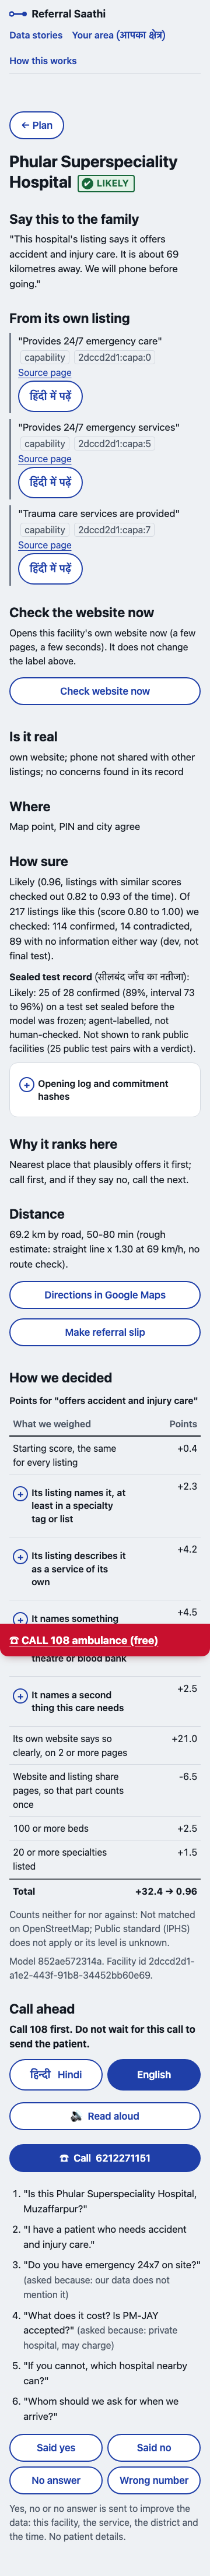 Referral Saathi
Data stories Your area (आपका क्षेत्र)
How this works
← Plan
Phular Superspeciality
Hospital ✔ LIKELY
Say this to the family
"This hospital's listing says it offers
accident and injury care. It is about 69
kilometres away. We will phone before
going."
From its own listing
"Provides 24/7 emergency care"
capability 2dccd2d1:capa:0
Source page
हिंदी में पढ़ें
"Provides 24/7 emergency services"
capability 2dccd2d1:capa:5
Source page
हिंदी में पढ़ें
"Trauma care services are provided"
capability 2dccd2d1:capa:7
Source page
हिंदी में पढ़ें
Check the website now
Opens this facility's own website now (a few
pages, a few seconds). It does not change
the label above.
Check website now
Is it real
own website; phone not shared with other
listings; no concerns found in its record
Where
Map point, PIN and city agree
How sure
Likely (0.96, listings with similar scores
checked out 0.82 to 0.93 of the time). Of
217 listings like this (score 0.80 to 1.00) we
checked: 114 confirmed, 14 contradicted,
89 with no information either way (dev, not
final test).
Sealed test record (सीलबंद जाँच का नतीजा):
Likely: 25 of 28 confirmed (89%, interval 73
to 96%) on a test set sealed before the
model was frozen; agent-labelled, not
human-checked. Not shown to rank public
facilities (25 public test pairs with a verdict).
+ Opening log and commitment
hashes
Why it ranks here
Nearest place that plausibly offers it first;
call first, and if they say no, call the next.
Distance
69.2 km by road, 50-80 min (rough
estimate: straight line x 1.30 at 69 km/h, no
route check).
Directions in Google Maps
Make referral slip
How we decided
Points for "offers accident and injury care"
What we weighed Points
Starting score, the same +0.4
for every listing
+ Its listing names it, at +2.3
least in a specialty
tag or list
+ Its listing describes it +4.2
as a service of its
own
+ It names something +4.5
☎ CALL 108 ambulance (free)
theatre or blood bank
+ It names a second +2.5
thing this care needs
Its own website says so +21.0
clearly, on 2 or more pages
Website and listing share -6.5
pages, so that part counts
once
100 or more beds +2.5
20 or more specialties +1.5
listed
Total +32.4 → 0.96
Counts neither for nor against: Not matched
on OpenStreetMap; Public standard (IPHS)
does not apply or its level is unknown.
Model 852ae572314a. Facility id 2dccd2d1-
a1e2-443f-91b8-34452bb60e69.
Call ahead
Call 108 first. Do not wait for this call to
send the patient.
हिन्दी Hindi English
🔊 Read aloud
☎ Call 6212271151
1. "Is this Phular Superspeciality Hospital,
Muzaffarpur?"
2. "I have a patient who needs accident
and injury care."
3. "Do you have emergency 24x7 on site?"
(asked because: our data does not
mention it)
4. "What does it cost? Is PM-JAY
accepted?" (asked because: private
hospital, may charge)
5. "If you cannot, which hospital nearby
can?"
6. "Whom should we ask for when we
arrive?"
Said yes Said no
No answer Wrong number
Yes, no or no answer is sent to improve the
data: this facility, the service, the district and
the time. No patient details.